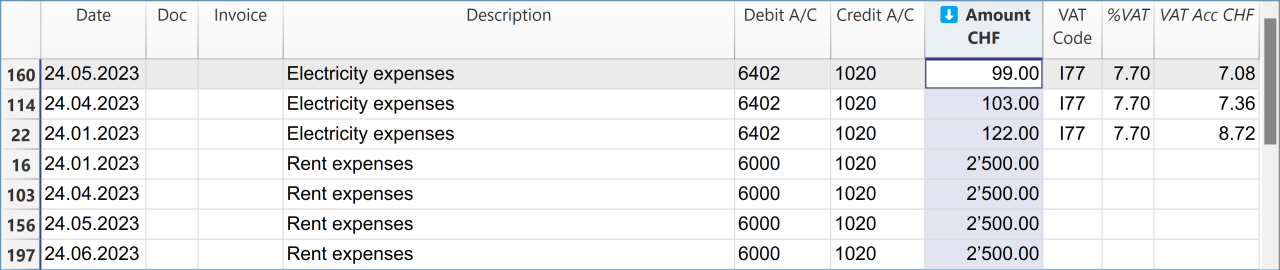 Date Doc Invoice Description Debit A/C Credit A/C Amount CHF VAT Code %VAT VAT Acc CHF
160 24.05.2023 Electricity expenses 6402 1020 99.00 I77 7.70 7.08
114 24.04.2023 Electricity expenses 6402 1020 103.00 I77 7.70 7.36
22 24.01.2023 Electricity expenses 6402 1020 122.00 I77 7.70 8.72
16 24.01.2023 Rent expenses 6000 1020 2’500.00
103 24.04.2023 Rent expenses 6000 1020 2’500.00
156 24.05.2023 Rent expenses 6000 1020 2’500.00
197 24.06.2023 Rent expenses 6000 1020 2’500.00